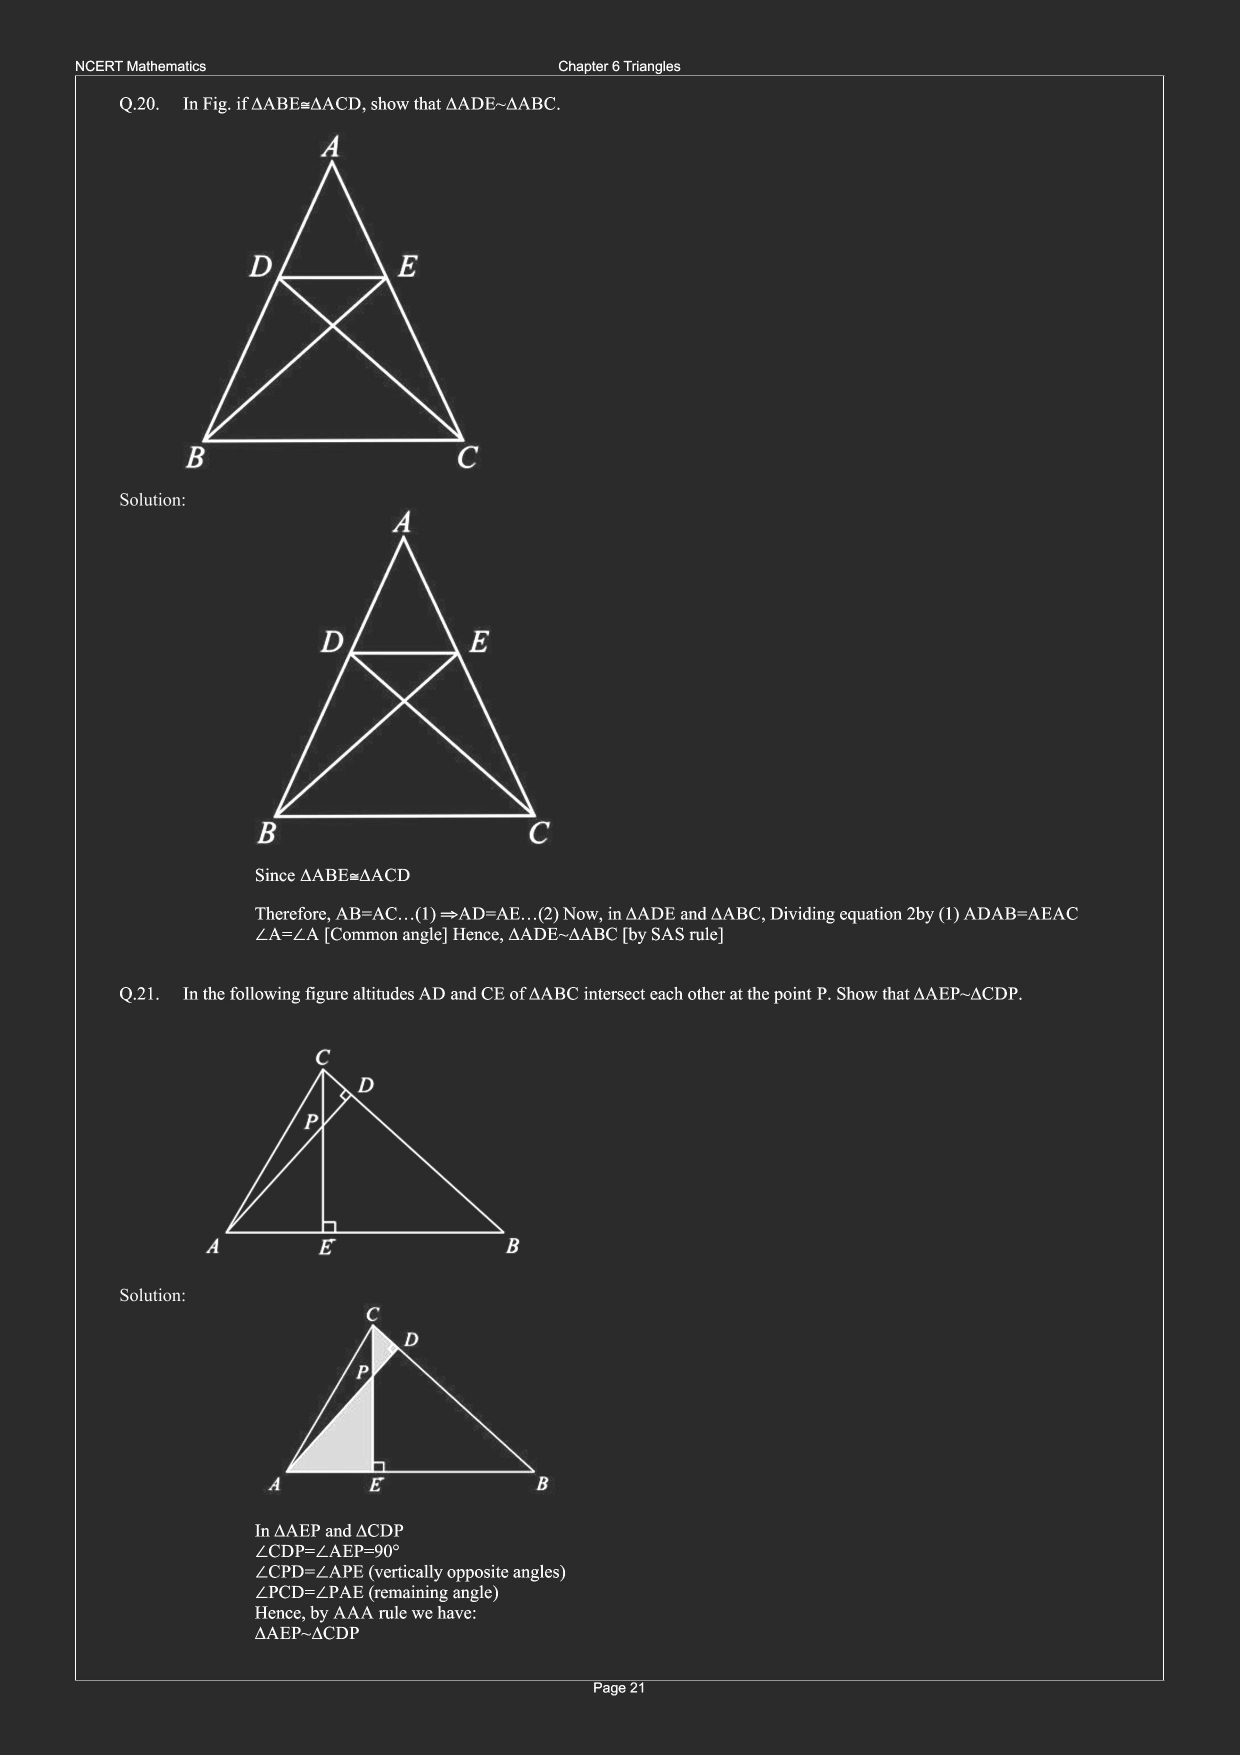 NCERT Mathematics Chapter 6 Triangles
Q.20. In Fig. if ΔABE≅ΔACD, show that ΔADE~ΔABC.
A
D E
B C
Solution:
A
D E
B C
Since ΔABE≅ΔACD
Therefore, AB=AC…(1) ⇒AD=AE…(2) Now, in ΔADE and ΔABC, Dividing equation 2by (1) ADAB=AEAC
∠A=∠A [Common angle] Hence, ΔADE~ΔABC [by SAS rule]
Q.21. In the following figure altitudes AD and CE of ΔABC intersect each other at the point P. Show that ΔAEP~ΔCDP.
C
D
P
A E B
Solution:
C
D
P
A E B
In ΔAEP and ΔCDP
∠CDP=∠AEP=90°
∠CPD=∠APE (vertically opposite angles)
∠PCD=∠PAE (remaining angle)
Hence, by AAA rule we have:
ΔAEP~ΔCDP
Page 21